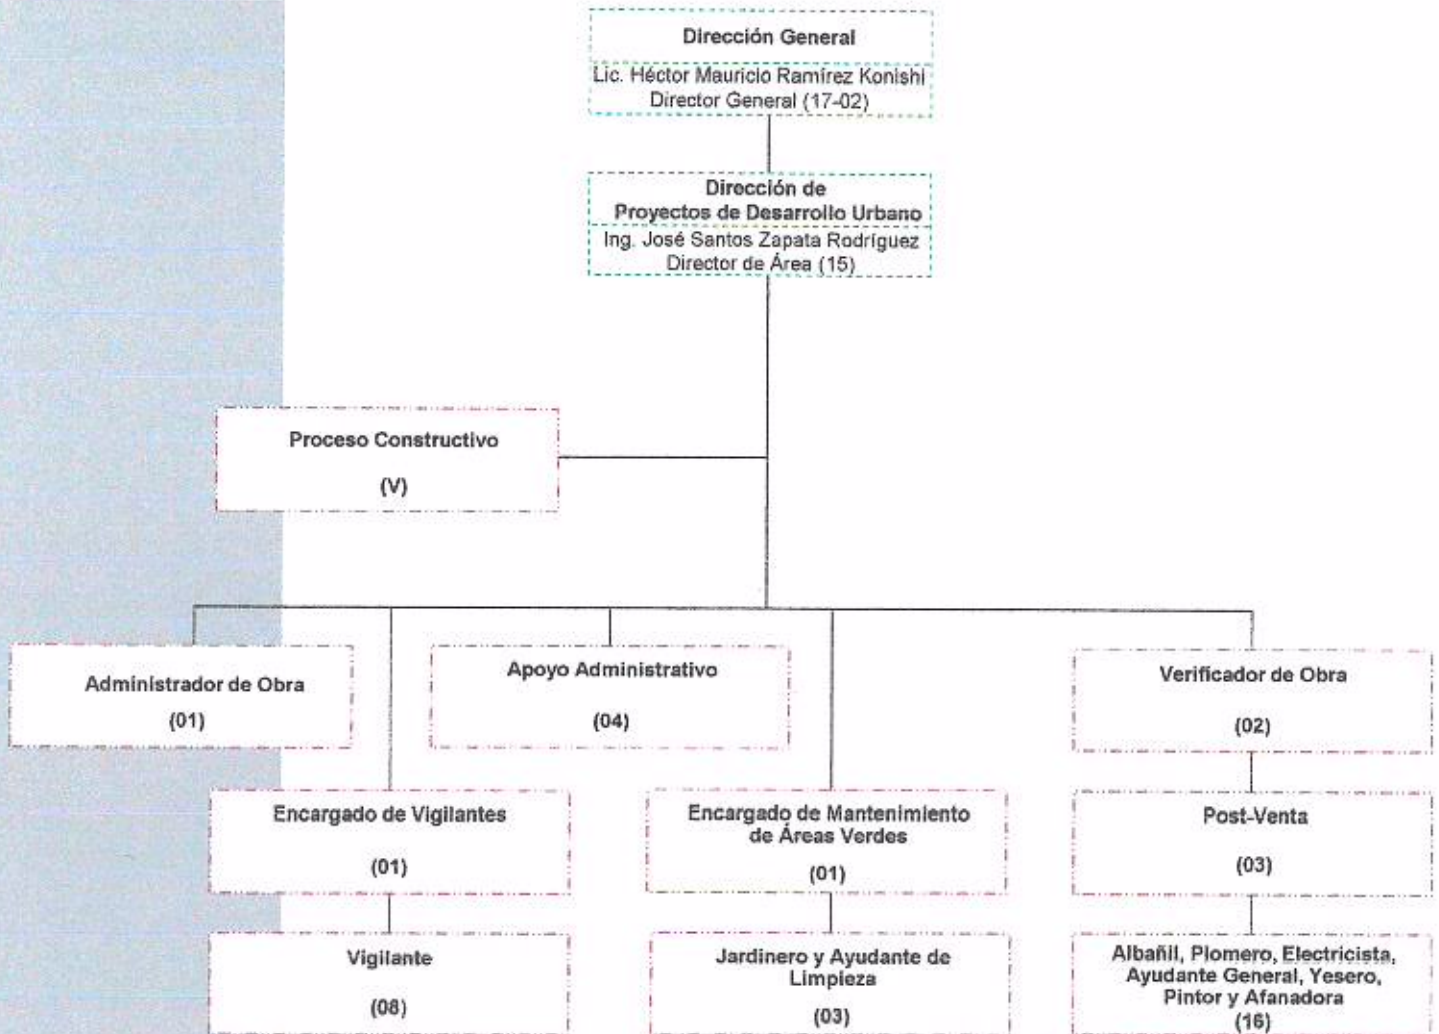 Dirección General
Lic. Héctor Mauricio Ramírez Konishi
Director General (17-02)
Dirección de
Proyectos de Desarrollo Urbano
Ing. José Santos Zapata Rodríguez
Director de Área (15)
Proceso Constructivo
(V)
Administrador de Obra
(01)
Apoyo Administrativo
(04)
Verificador de Obra
(02)
Encargado de Vigilantes
(01)
Encargado de Mantenimiento
de Áreas Verdes
(01)
Post-Venta
(03)
Vigilante
(08)
Jardinero y Ayudante de
Limpieza
(03)
Albañil, Plomero, Electricista,
Ayudante General, Yesero,
Pintor y Afanadora
(16)